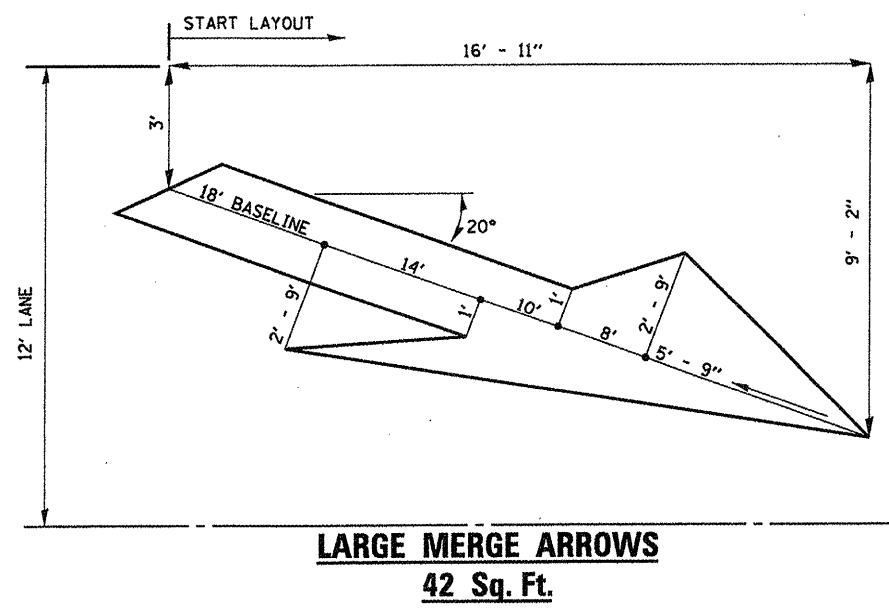 START LAYOUT
16' - 11"
3'
18' BASELINE
20°
14'
10'
1'
1'
8'
2' - 9'
2' - 9'
5' - 9"
9' - 2"
12' LANE
LARGE MERGE ARROWS
42 Sq. Ft.